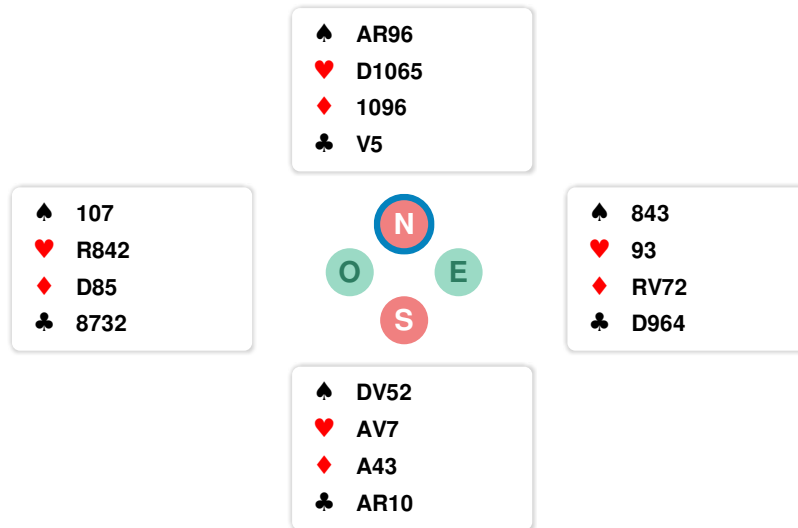 ♠ AR96
♥ D1065
♦ 1096
♣ V5
♠ 107
♥ R842
♦ D85
♣ 8732
N
O E
S
♠ 843
♥ 93
♦ RV72
♣ D964
♠ DV52
♥ AV7
♦ A43
♣ AR10